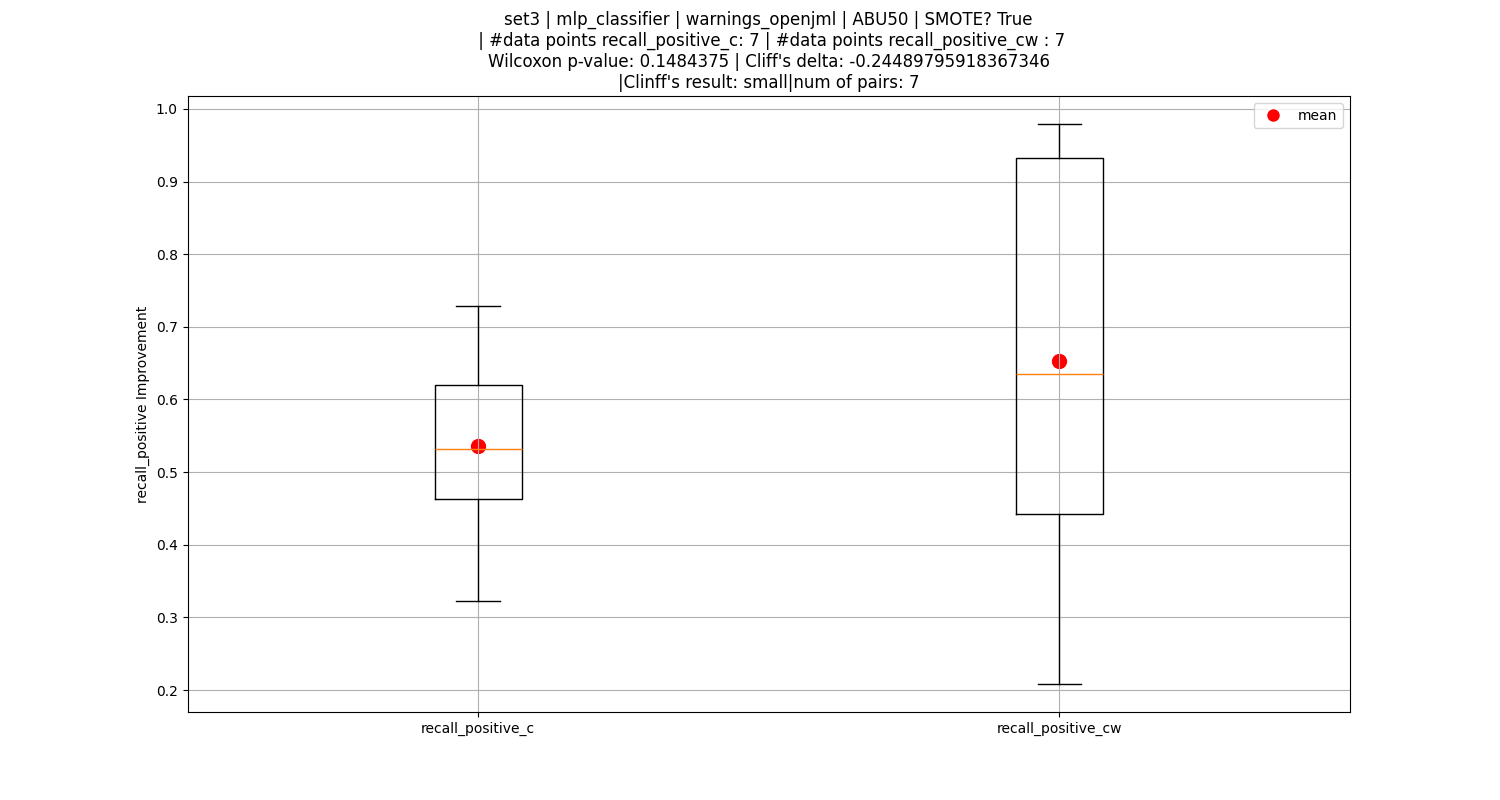 set3 | mlp_classifier | warnings_openjml | ABU50 | SMOTE? True
| #data points recall_positive_c: 7 | #data points recall_positive_cw : 7
Wilcoxon p-value: 0.1484375 | Cliff's delta: -0.24489795918367346
|Clinff's result: small|num of pairs: 7
mean
1.0
0.9
0.8
0.7
0.6
0.5
0.4
0.3
0.2
recall_positive Improvement
recall_positive_c
recall_positive_cw